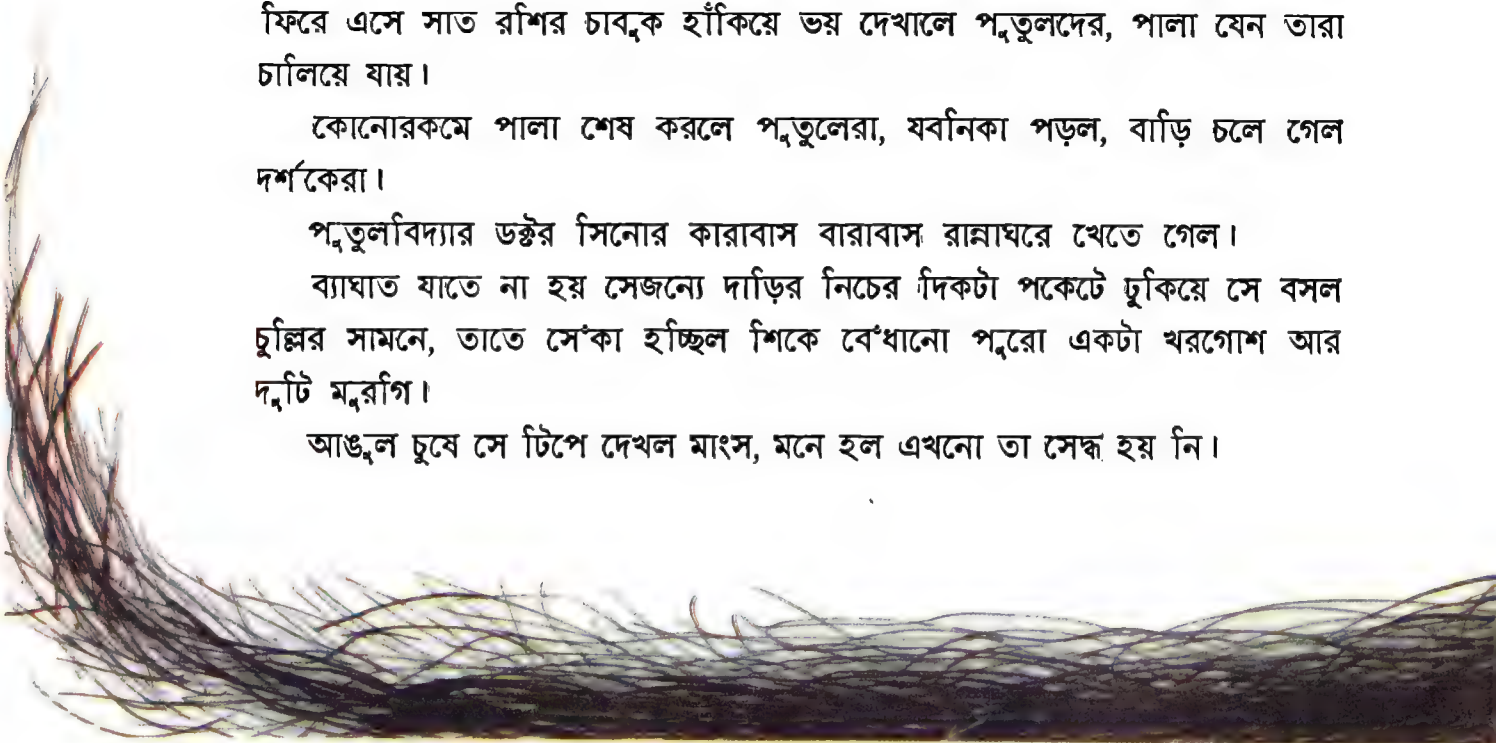 ফিরে এসে সাত রশির চাবুক হাঁকিয়ে ভয় দেখালে পুতুলদের, পালা যেন তারা
চালিয়ে যায়।
কোনোরকমে পালা শেষ করলে পুতুলেরা, যবনিকা পড়ল, বাড়ি চলে গেল
দর্শকেরা।
পুতুলবিদ্যার ডক্টর সিনোর কারাবাস বারাবাস রান্নাঘরে খেতে গেল।
ব্যাঘাত যাতে না হয় সেজন্যে দাড়ির নিচের দিকটা পকেটে ঢুকিয়ে সে বসল
চুল্লির সামনে, তাতে সেঁকা হচ্ছিল শিকে বেঁধানো পুরো একটা খরগোশ আর
দুটি মুরগি।
আঙুল চুষে সে টিপে দেখল মাংস, মনে হল এখনো তা সেদ্ধ হয় নি।